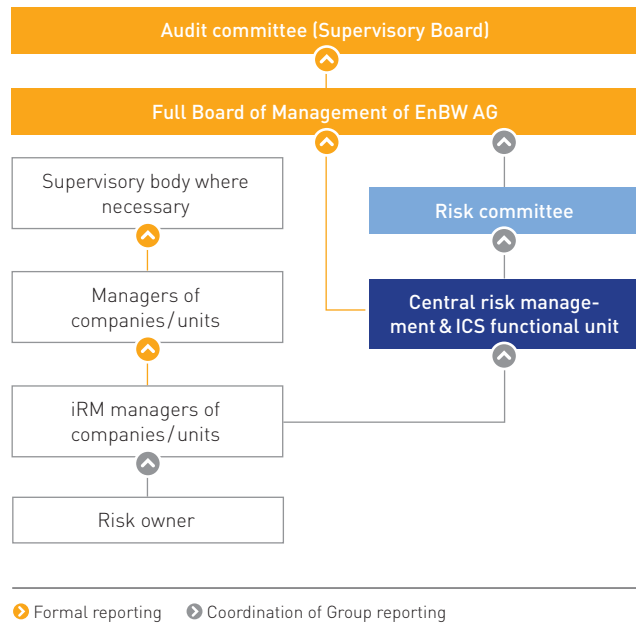 Audit committee (Supervisory Board)
Full Board of Management of EnBW AG
Supervisory body where
necessary
Risk committee
Managers of
companies/units
Central risk manage-
ment & ICS functional unit
iRM managers of
companies/units
Risk owner
Formal reporting
Coordination of Group reporting